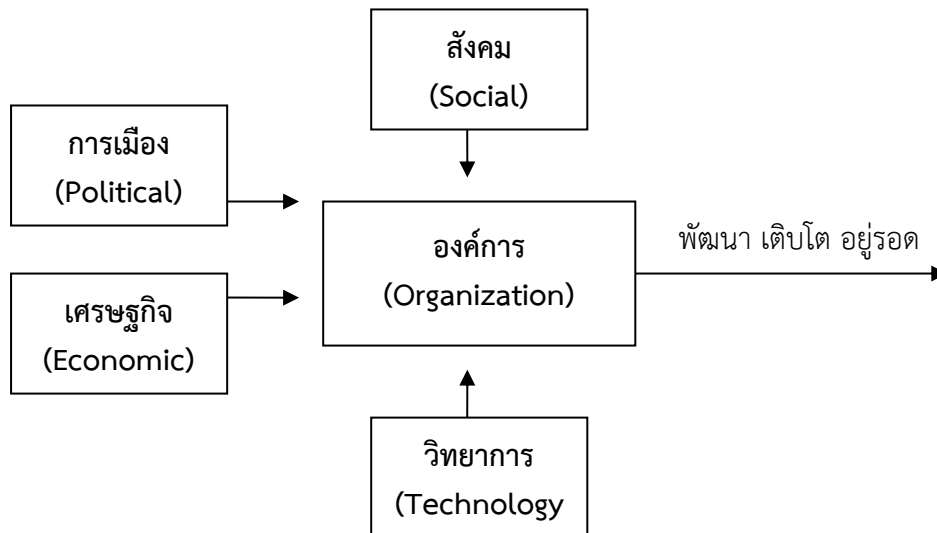 สังคม
(Social)
การเมือง
(Political)
องค์การ
(Organization)
พัฒนา เติบโต อยู่รอด
เศรษฐกิจ
(Economic)
วิทยาการ
(Technology